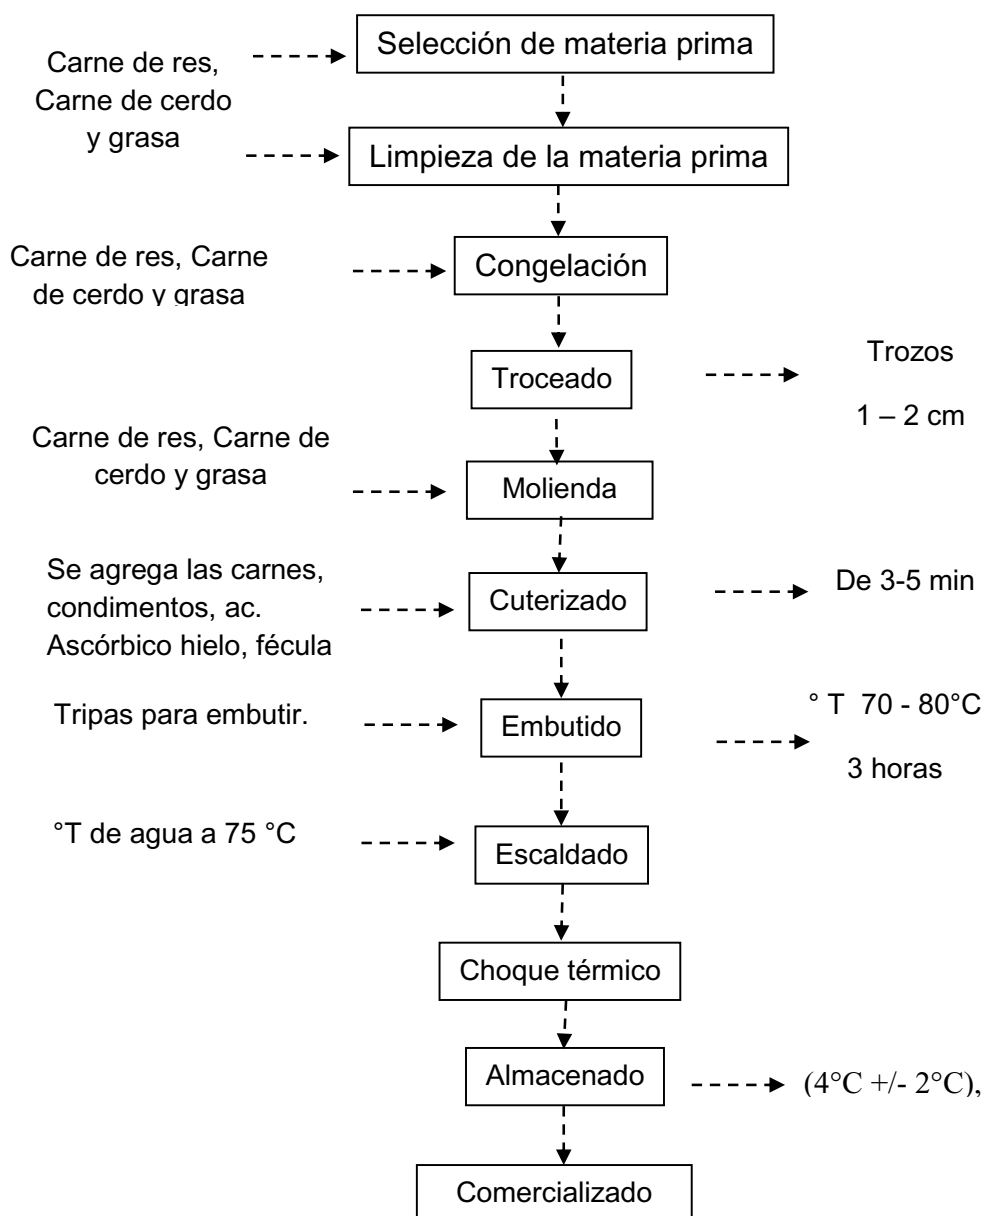 Selección de materia prima
Carne de res,
Carne de cerdo
y grasa
Limpieza de la materia prima
Congelación
Carne de res, Carne
de cerdo y grasa
Troceado
Trozos
1 – 2 cm
Carne de res, Carne de
cerdo y grasa
Molienda
Se agrega las carnes,
condimentos, ac.
Ascórbico hielo, fécula
Cuterizado
De 3-5 min
Tripas para embutir.
Embutido
° T 70 - 80°C
3 horas
°T de agua a 75 °C
Escaldado
Choque térmico
Almacenado
(4°C +/- 2°C),
Comercializado